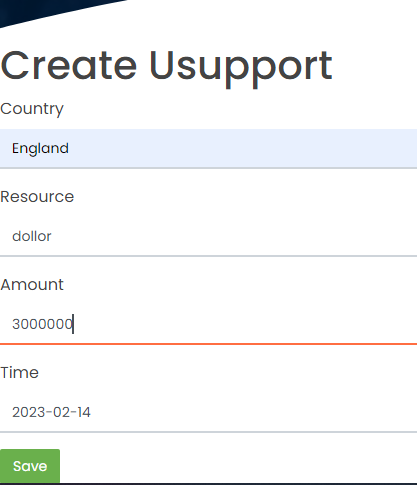 Create Usupport
Country
England
Resource
dollor
Amount
3000000
Time
2023-02-14
Save